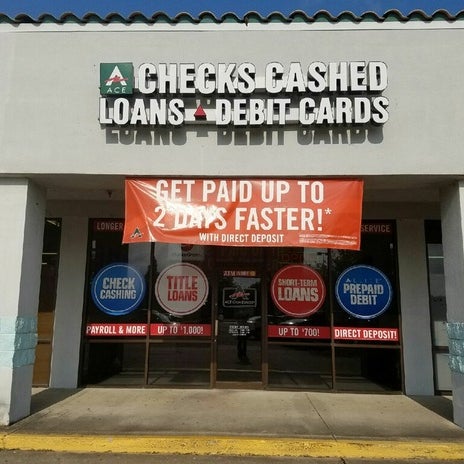 ACE
CHECKS CASHED
LOANS DEBIT CARDS
GET PAID UP TO
2 DAYS FASTER!*
WITH DIRECT DEPOSIT
LONGER
SERVICE
CHECK
CASHING
TITLE
LOANS
SHORT-TERM
LOANS
PREPAID
DEBIT
PAYROLL & MORE
UP TO $1,000!
UP TO $700!
DIRECT DEPOSIT!